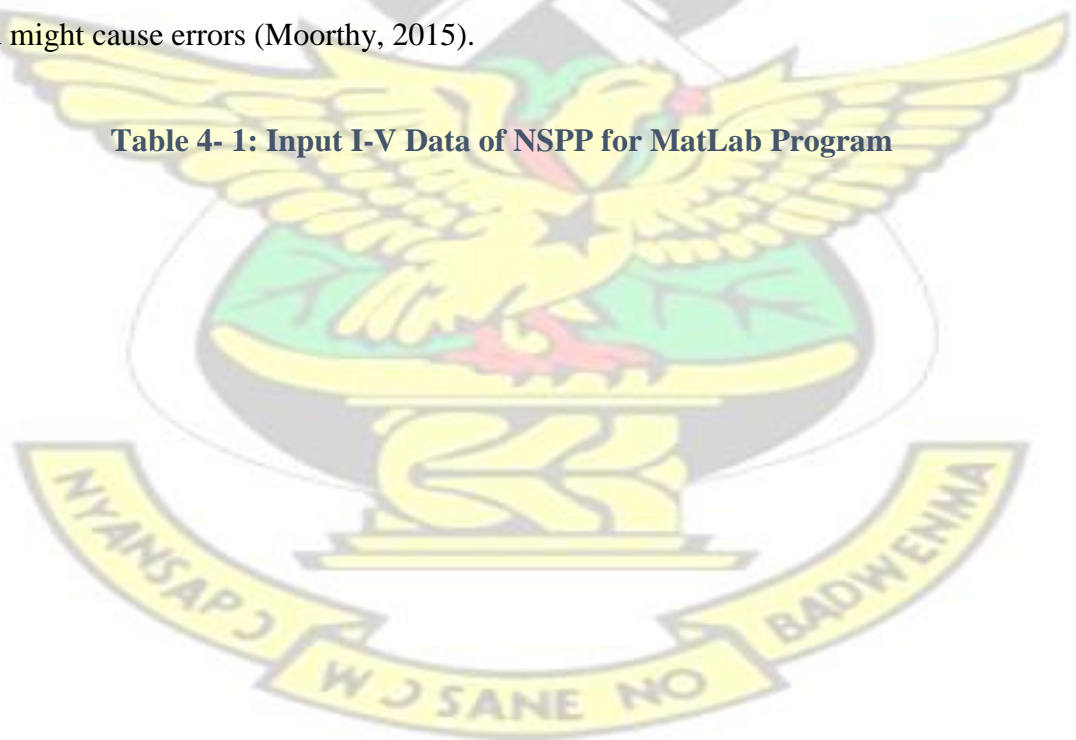 might cause errors (Moorthy, 2015).
Table 4- 1: Input I-V Data of NSPP for MatLab Program
NYANSAPƆ
WƆSANE NO
BADWENMA